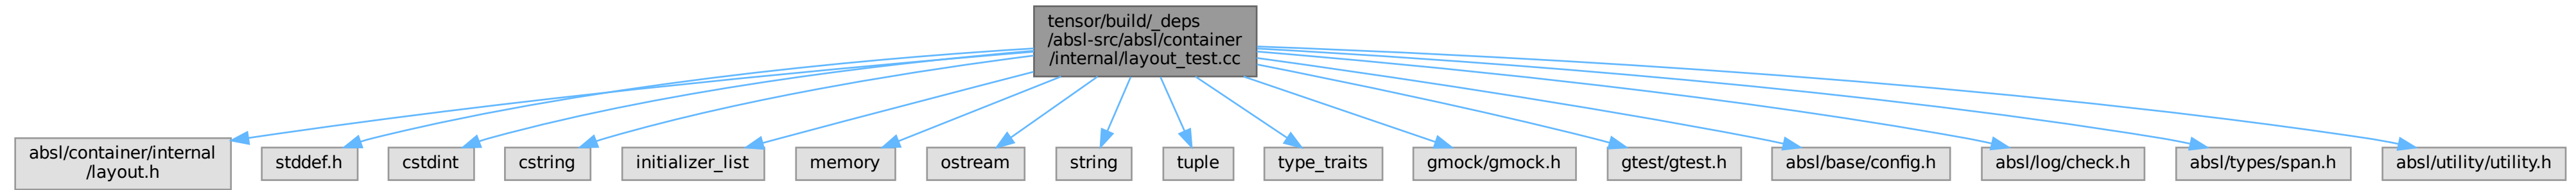 tensor/build/_deps
/absl-src/absl/container
/internal/layout_test.cc
absl/container/internal
/layout.h
stddef.h
cstdint
cstring
initializer_list
memory
ostream
string
tuple
type_traits
gmock/gmock.h
gtest/gtest.h
absl/base/config.h
absl/log/check.h
absl/types/span.h
absl/utility/utility.h